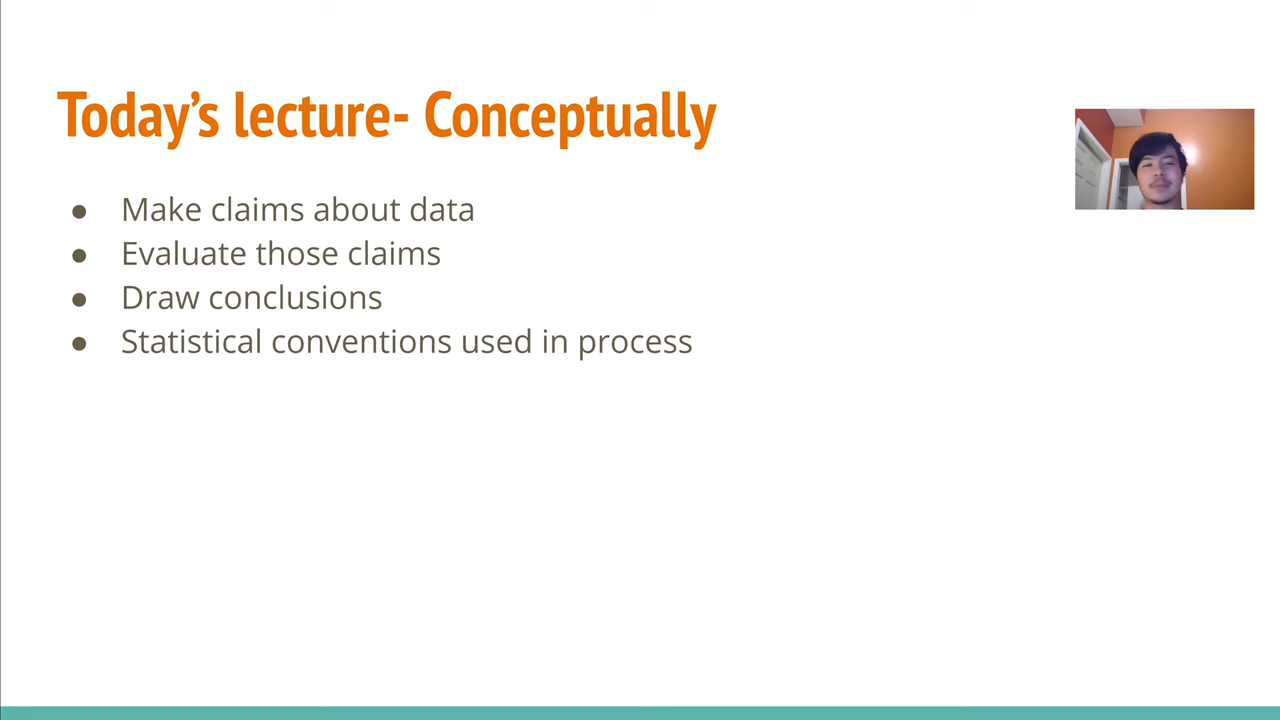 Today’s lecture- Conceptually
● Make claims about data
● Evaluate those claims
● Draw conclusions
● Statistical conventions used in process